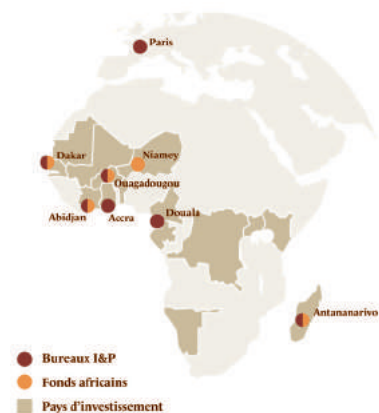 Paris
Dakar
Niamey
Ouagadougou
Abidjan
Accra
Douala
Antananarivo
Bureaux I&P
Fonds africains
Pays d'investissement